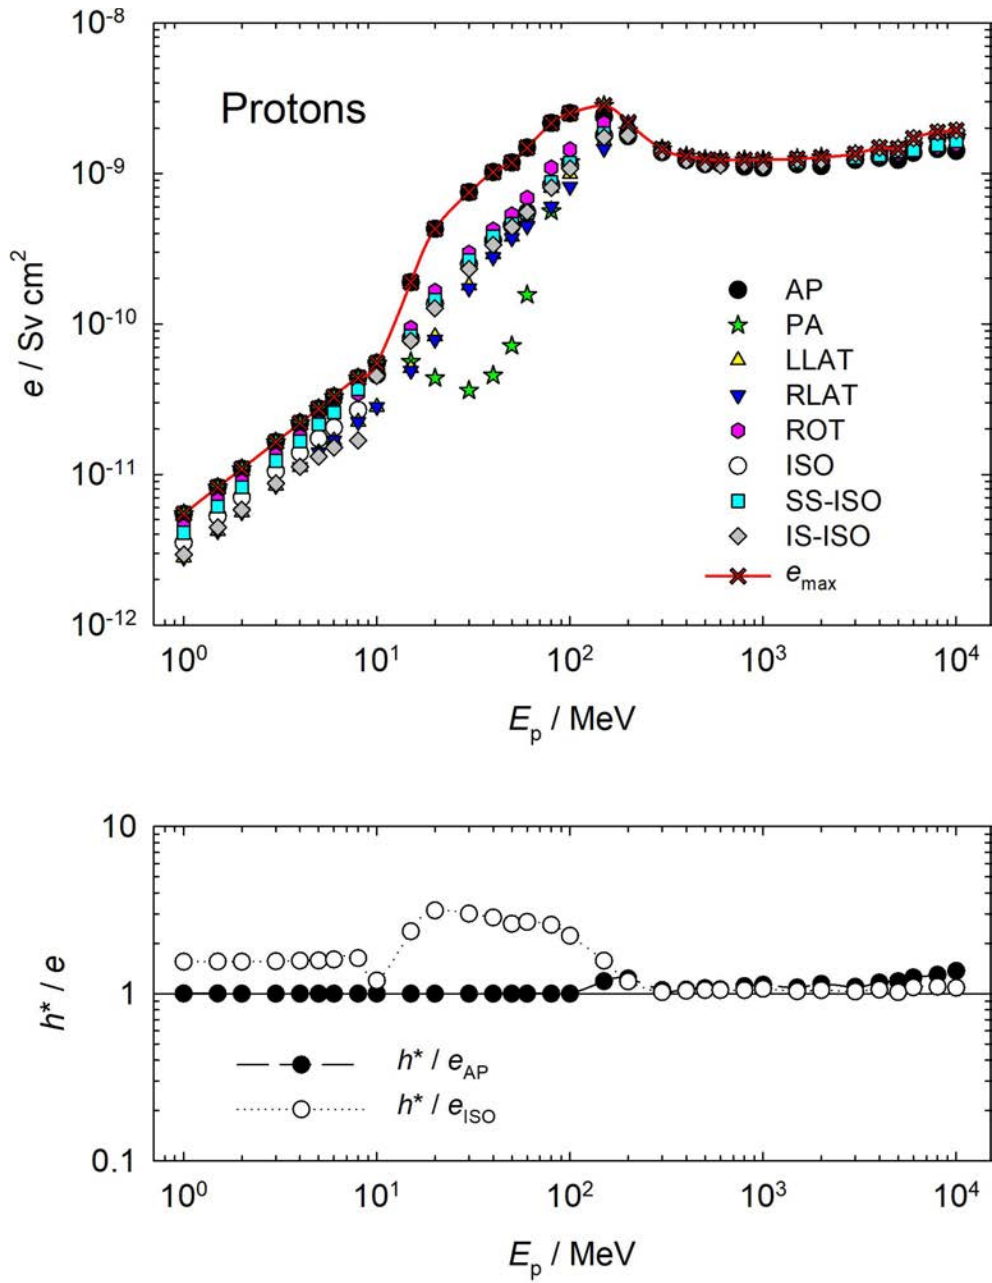 10⁻⁸
Protons
10⁻⁹
e / Sv cm²
10⁻¹⁰
10⁻¹¹
10⁻¹²
AP
PA
LLAT
RLAT
ROT
ISO
SS-ISO
IS-ISO
eₘₐₓ
10⁰ 10¹ 10² 10³ 10⁴
Eₚ / MeV
10
h* / e
1
0.1
h* / e_AP
h* / e_ISO
10⁰ 10¹ 10² 10³ 10⁴
Eₚ / MeV